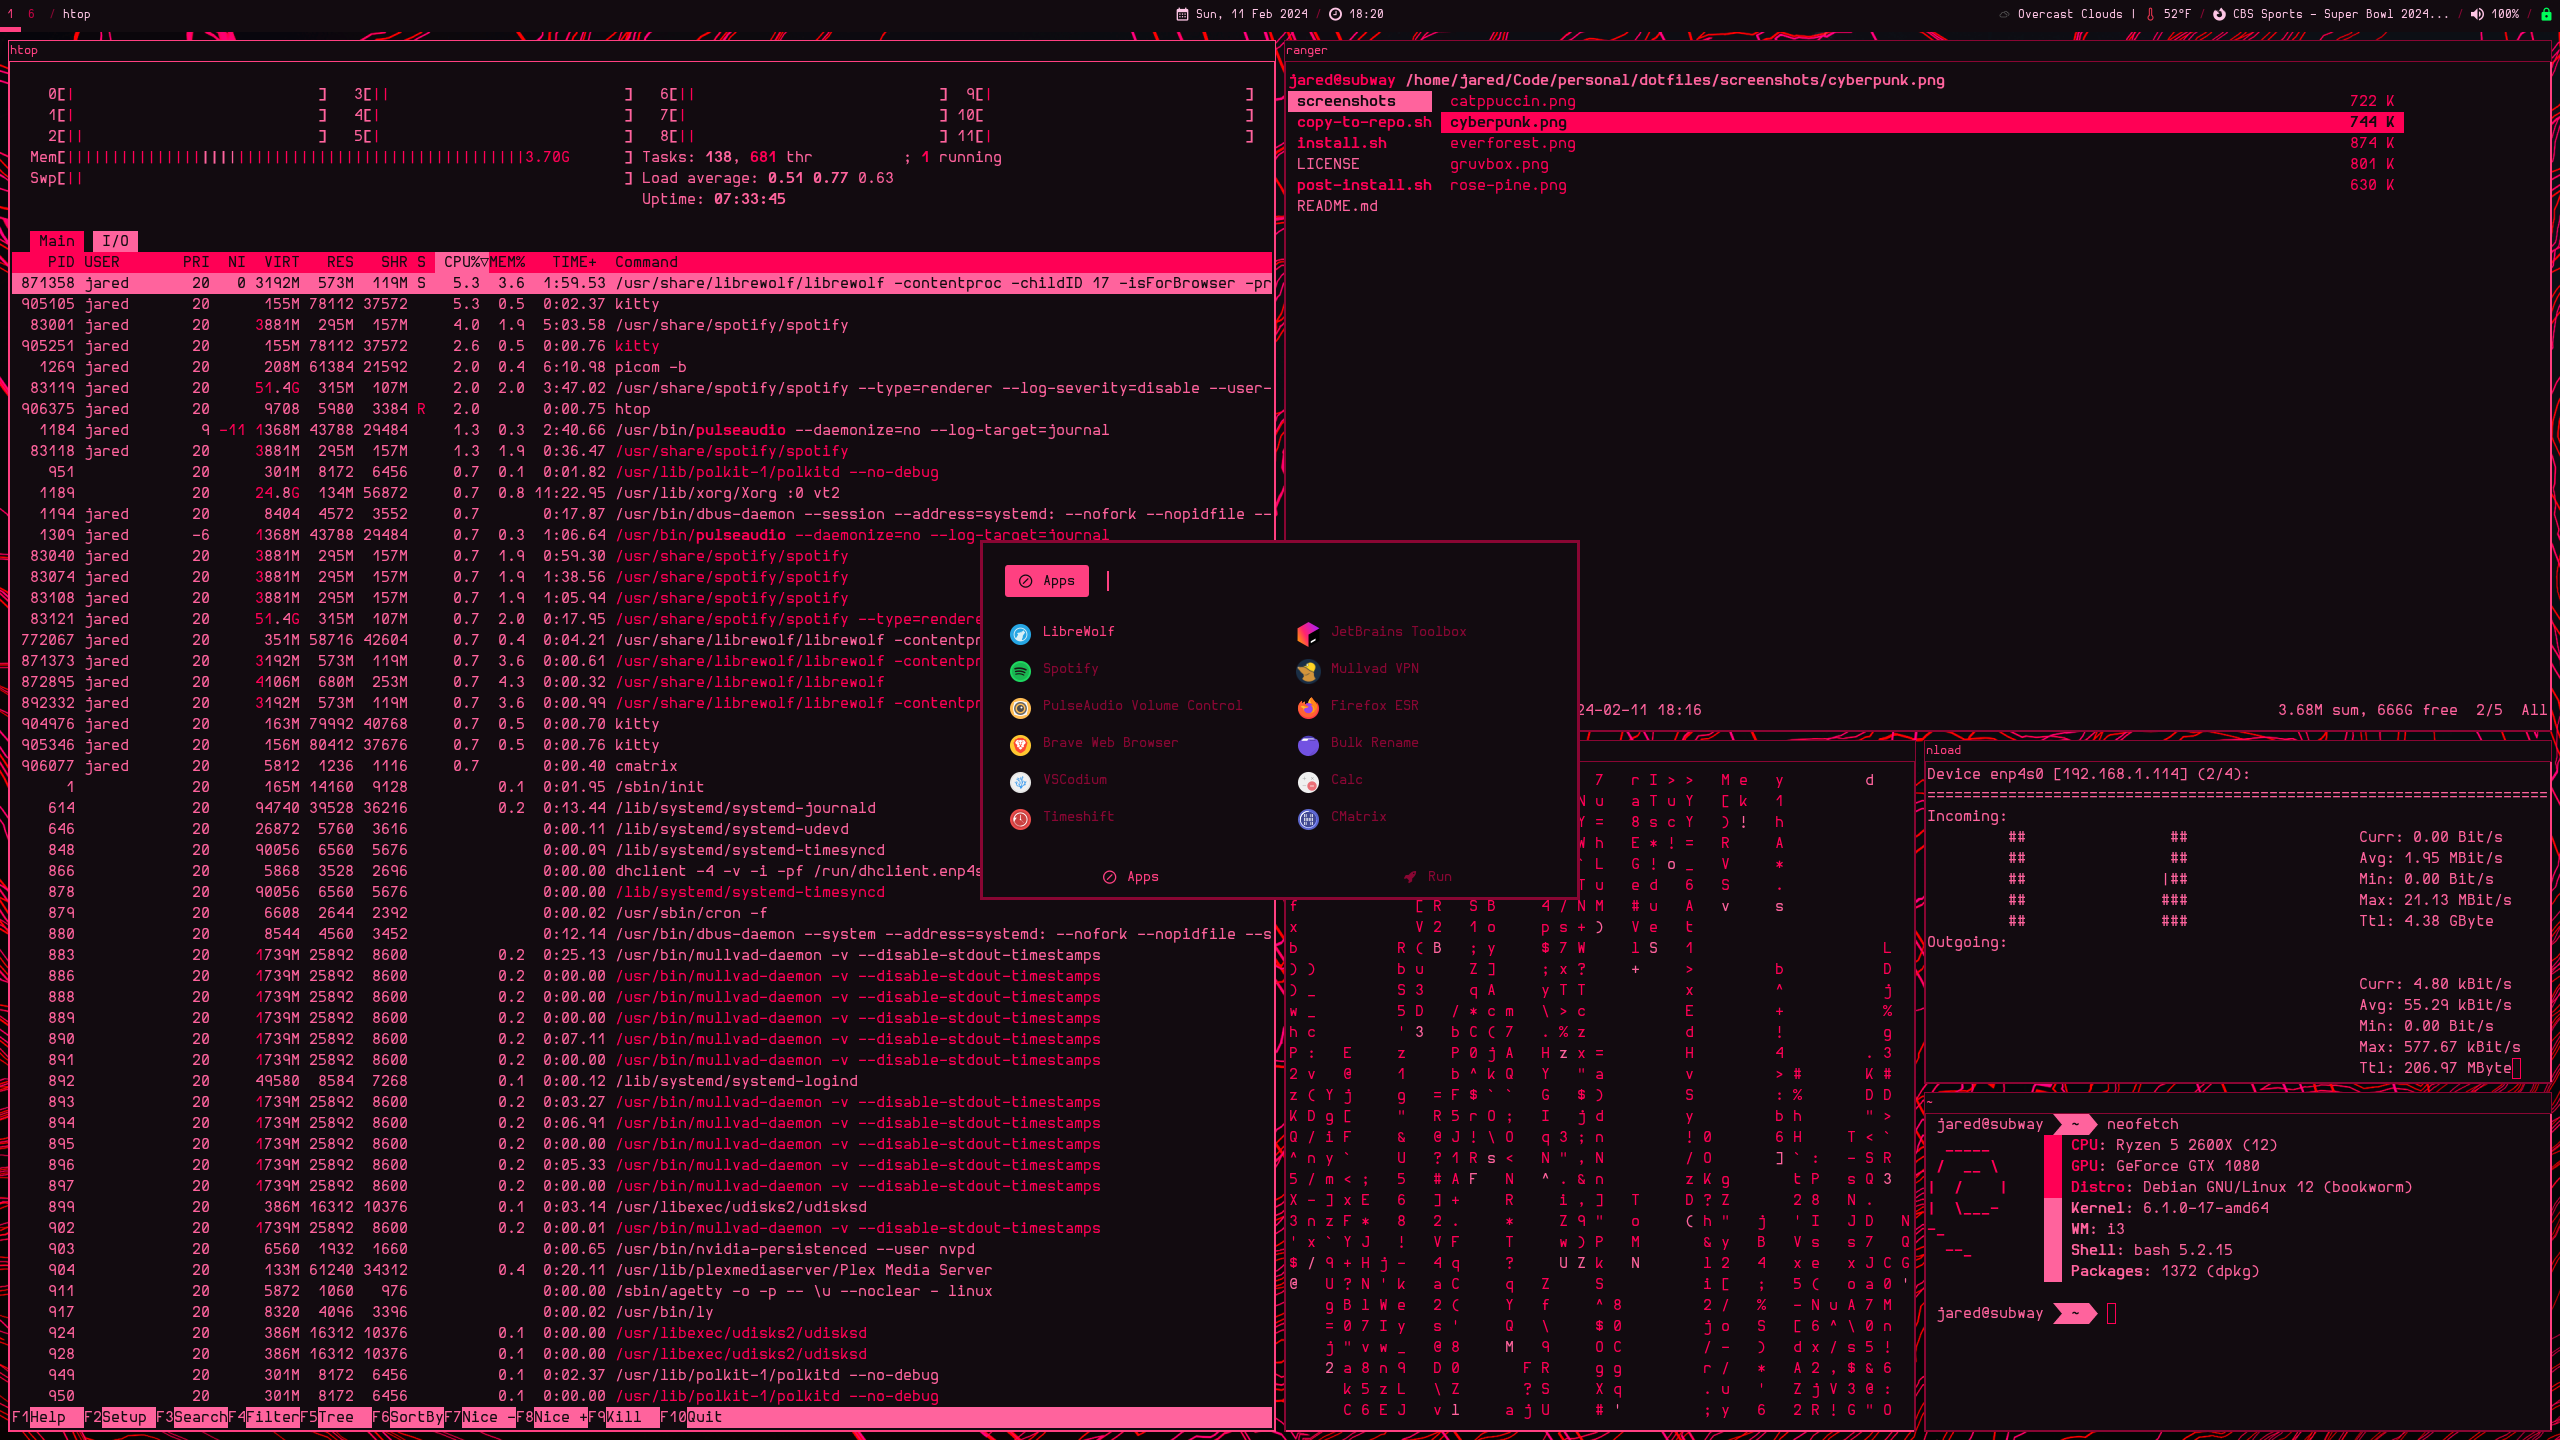 1 6 / htop
Sun, 11 Feb 2024 / 18:20
Overcast Clouds | 52°F / CBS Sports - Super Bowl 2024... / 100% /
htop
0[| ] 3[|| ] 6[|| ] 9[| ]
1[| ] 4[| ] 7[| ] 10[ ]
2[|| ] 5[| ] 8[|| ] 11[| ]
Mem[ 3.70G ] Tasks: 138, 681 thr ; 1 running
Swp[|| ] Load average: 0.51 0.77 0.63
Uptime: 07:33:45
Main I/O
PID USER PRI NI VIRT RES SHR S CPU%▽MEM% TIME+ Command
871358 jared 20 0 3192M 573M 119M S 5.3 3.6 1:59.53 /usr/share/librewolf/librewolf -contentproc -childID 17 -isForBrowser -pr
905105 jared 20 155M 78112 37572 5.3 0.5 0:02.37 kitty
83001 jared 20 3881M 295M 157M 4.0 1.9 5:03.58 /usr/share/spotify/spotify
905251 jared 20 155M 78112 37572 2.6 0.5 0:00.76 kitty
1269 jared 20 208M 61384 21592 2.0 0.4 6:10.98 picom -b
83119 jared 20 51.4G 315M 107M 2.0 2.0 3:47.02 /usr/share/spotify/spotify --type=renderer --log-severity=disable --user-
906375 jared 20 9708 5980 3384 R 2.0 0:00.75 htop
1184 jared 9 -11 1368M 43788 29484 1.3 0.3 2:40.66 /usr/bin/pulseaudio --daemonize=no --log-target=journal
83118 jared 20 3881M 295M 157M 1.3 1.9 0:36.47 /usr/share/spotify/spotify
951 20 301M 8172 6456 0.7 0.1 0:01.82 /usr/lib/polkit-1/polkitd --no-debug
1189 20 24.8G 134M 56872 0.7 0.8 11:22.95 /usr/lib/xorg/Xorg :0 vt2
1194 jared 20 8404 4572 3552 0.7 0:17.87 /usr/bin/dbus-daemon --session --address=systemd: --nofork --nopidfile --
1309 jared -6 1368M 43788 29484 0.7 0.3 1:06.64 /usr/bin/pulseaudio --daemonize=no --log-target=journal
83040 jared 20 3881M 295M 157M 0.7 1.9 0:59.30 /usr/share/spotify/spotify
83074 jared 20 3881M 295M 157M 0.7 1.9 1:38.56 /usr/share/spotify/spotify
83108 jared 20 3881M 295M 157M 0.7 1.9 1:05.94 /usr/share/spotify/spotify
83121 jared 20 51.4G 315M 107M 0.7 2.0 0:17.95 /usr/share/spotify/spotify --type=rendere
772067 jared 20 351M 58716 42604 0.7 0.4 0:04.21 /usr/share/librewolf/librewolf -contentpr
871373 jared 20 3192M 573M 119M 0.7 3.6 0:00.61 /usr/share/librewolf/librewolf -contentpr
872895 jared 20 4106M 680M 253M 0.7 4.3 0:00.32 /usr/share/librewolf/librewolf
892332 jared 20 3192M 573M 119M 0.7 3.6 0:00.99 /usr/share/librewolf/librewolf -contentpr
904976 jared 20 163M 79992 40768 0.7 0.5 0:00.70 kitty
905346 jared 20 156M 80412 37676 0.7 0.5 0:00.76 kitty
906077 jared 20 5812 1236 1116 0.7 0:00.40 cmatrix
1 20 165M 14160 9128 0.1 0:01.95 /sbin/init
614 20 94740 39528 36216 0.2 0:13.44 /lib/systemd/systemd-journald
646 20 26872 5760 3616 0:00.11 /lib/systemd/systemd-udevd
848 20 90056 6560 5676 0:00.09 /lib/systemd/systemd-timesyncd
866 20 5868 3528 2696 0:00.00 dhclient -4 -v -i -pf /run/dhclient.enp4s
878 20 90056 6560 5676 0:00.00 /lib/systemd/systemd-timesyncd
879 20 6608 2644 2392 0:00.02 /usr/sbin/cron -f
880 20 8544 4560 3452 0:12.14 /usr/bin/dbus-daemon --system --address=systemd: --nofork --nopidfile --s
883 20 1739M 25892 8600 0.2 0:25.13 /usr/bin/mullvad-daemon -v --disable-stdout-timestamps
886 20 1739M 25892 8600 0.2 0:00.00 /usr/bin/mullvad-daemon -v --disable-stdout-timestamps
888 20 1739M 25892 8600 0.2 0:00.00 /usr/bin/mullvad-daemon -v --disable-stdout-timestamps
889 20 1739M 25892 8600 0.2 0:00.00 /usr/bin/mullvad-daemon -v --disable-stdout-timestamps
890 20 1739M 25892 8600 0.2 0:07.11 /usr/bin/mullvad-daemon -v --disable-stdout-timestamps
891 20 1739M 25892 8600 0.2 0:00.00 /usr/bin/mullvad-daemon -v --disable-stdout-timestamps
892 20 49580 8584 7268 0.1 0:00.12 /lib/systemd/systemd-logind
893 20 1739M 25892 8600 0.2 0:03.27 /usr/bin/mullvad-daemon -v --disable-stdout-timestamps
894 20 1739M 25892 8600 0.2 0:06.91 /usr/bin/mullvad-daemon -v --disable-stdout-timestamps
895 20 1739M 25892 8600 0.2 0:00.00 /usr/bin/mullvad-daemon -v --disable-stdout-timestamps
896 20 1739M 25892 8600 0.2 0:05.33 /usr/bin/mullvad-daemon -v --disable-stdout-timestamps
897 20 1739M 25892 8600 0.2 0:00.00 /usr/bin/mullvad-daemon -v --disable-stdout-timestamps
899 20 386M 16312 10376 0.1 0:03.14 /usr/libexec/udisks2/udisksd
902 20 1739M 25892 8600 0.2 0:00.01 /usr/bin/mullvad-daemon -v --disable-stdout-timestamps
903 20 6560 1932 1660 0:00.65 /usr/bin/nvidia-persistenced --user nvpd
904 20 133M 61240 34312 0.4 0:20.11 /usr/lib/plexmediaserver/Plex Media Server
911 20 5872 1060 976 0:00.00 /sbin/agetty -o -p -- \u --noclear - linux
917 20 8320 4096 3396 0:00.02 /usr/bin/ly
924 20 386M 16312 10376 0.1 0:00.00 /usr/libexec/udisks2/udisksd
928 20 386M 16312 10376 0.1 0:00.00 /usr/libexec/udisks2/udisksd
949 20 301M 8172 6456 0.1 0:02.37 /usr/lib/polkit-1/polkitd --no-debug
950 20 301M 8172 6456 0.1 0:00.00 /usr/lib/polkit-1/polkitd --no-debug
F1Help F2Setup F3SearchF4FilterF5Tree F6SortByF7Nice -F8Nice +F9Kill F10Quit
ranger
jared@subway /home/jared/Code/personal/dotfiles/screenshots/cyberpunk.png
screenshots catppuccin.png 722 K
copy-to-repo.sh cyberpunk.png 744 K
install.sh everforest.png 874 K
LICENSE gruvbox.png 801 K
post-install.sh rose-pine.png 630 K
README.md
24-02-11 18:16 3.68M sum, 666G free 2/5 All
Apps
LibreWolf JetBrains Toolbox
Spotify Mullvad VPN
PulseAudio Volume Control Firefox ESR
Brave Web Browser Bulk Rename
VSCodium Calc
Timeshift CMatrix
Apps Run
nload
Device enp4s0 [192.168.1.114] (2/4):
Incoming:
## ## Curr: 0.00 Bit/s
## ## Avg: 1.95 MBit/s
## |## Min: 0.00 Bit/s
## ### Max: 21.13 MBit/s
## ### Ttl: 4.38 GByte
Outgoing:
Curr: 4.80 kBit/s
Avg: 55.29 kBit/s
Min: 0.00 Bit/s
Max: 577.67 kBit/s
Ttl: 206.97 MByte
~
jared@subway ~ neofetch
CPU: Ryzen 5 2600X (12)
GPU: GeForce GTX 1080
Distro: Debian GNU/Linux 12 (bookworm)
Kernel: 6.1.0-17-amd64
WM: i3
Shell: bash 5.2.15
Packages: 1372 (dpkg)
jared@subway ~